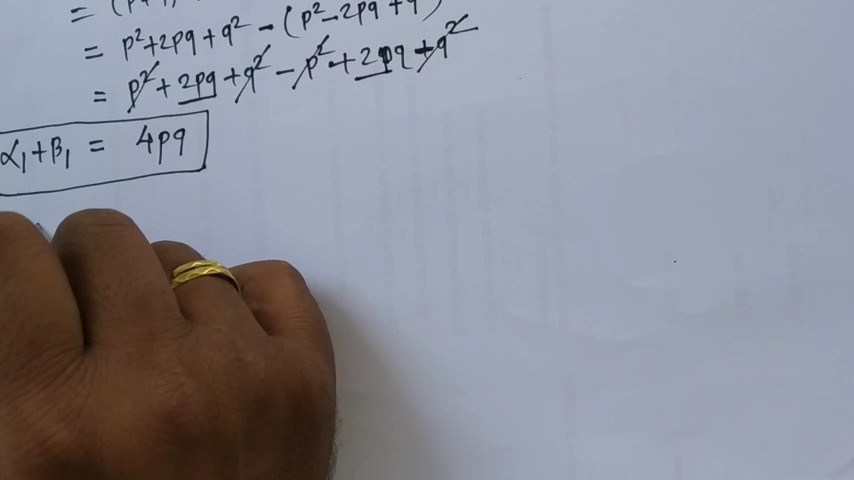 = p²+2pq+q² - (p²-2pq+q²)
= p²+2pq+q²-p²+2pq+q²
α₁+β₁ = 4pq